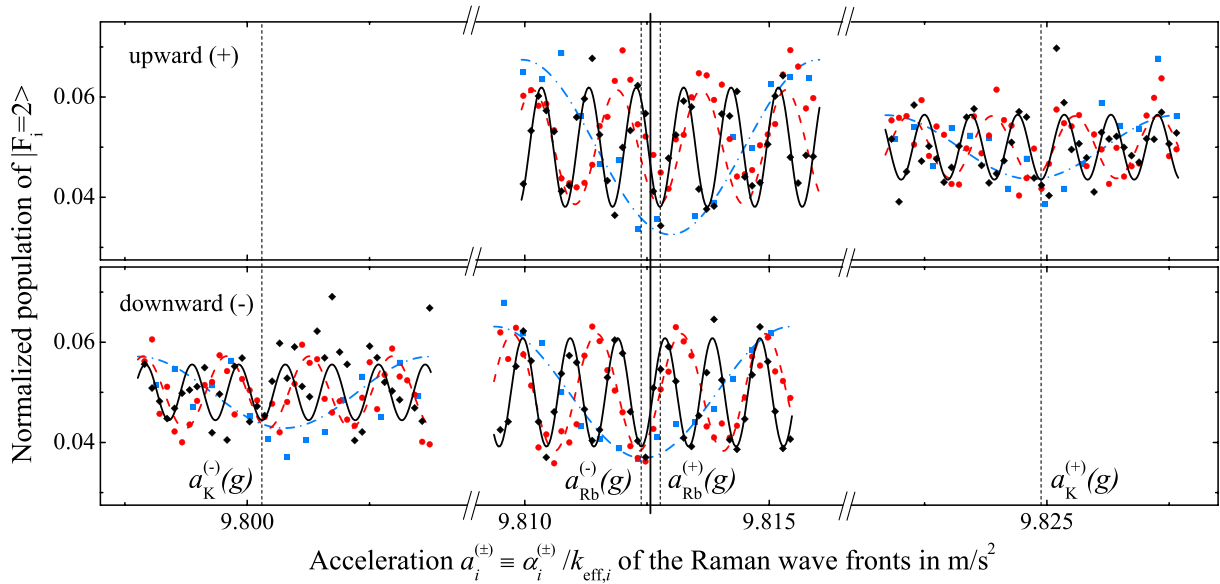 Normalized population of |F_i=2>
upward (+)
0.06
0.04
downward (-)
0.06
0.04
a_K^(-)(g)
a_Rb^(-)(g)
a_Rb^(+)(g)
a_K^(+)(g)
9.800
9.810
9.815
9.825
Acceleration a_i^(±) ≡ α_i^(±)/k_eff,i of the Raman wave fronts in m/s^2